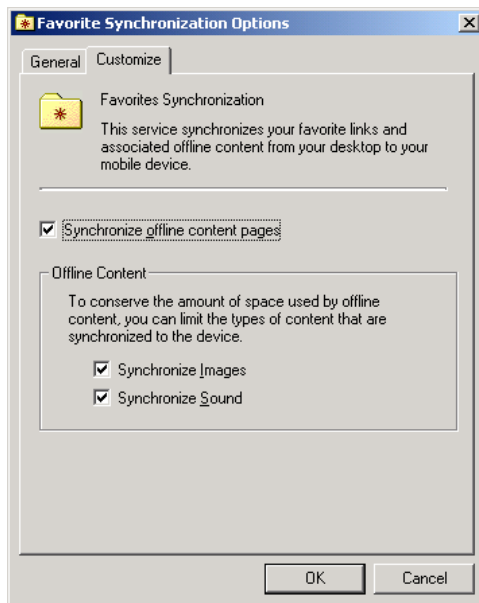 Favorite Synchronization Options
General Customize
Favorites Synchronization
This service synchronizes your favorite links and
associated offline content from your desktop to your
mobile device.
Synchronize offline content pages
Offline Content
To conserve the amount of space used by offline
content, you can limit the types of content that are
synchronized to the device.
Synchronize Images
Synchronize Sound
OK Cancel